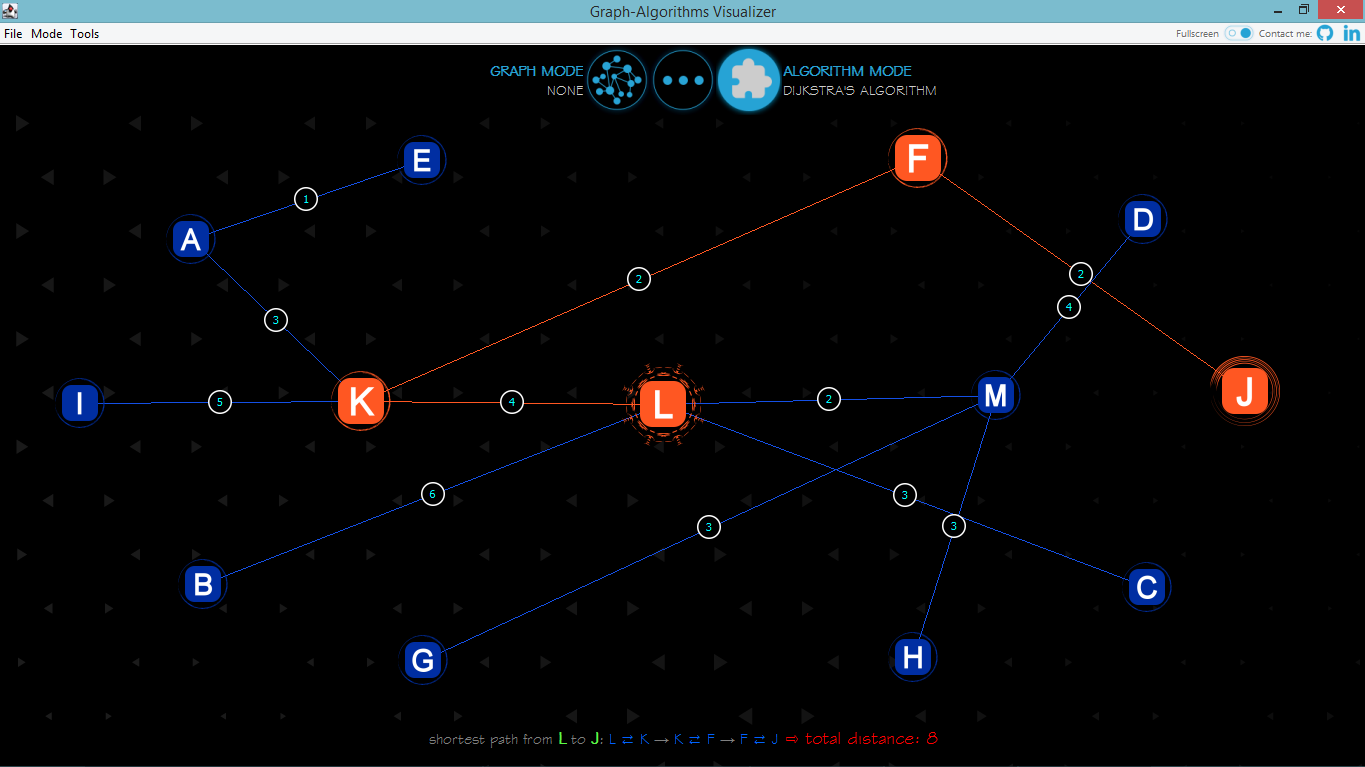 Graph-Algorithms Visualizer
File Mode Tools
Fullscreen Contact me: in
GRAPH MODE
NONE
ALGORITHM MODE
DIJKSTRA'S ALGORITHM
E
F
1
D
A
2
2
4
3
I
5
K
4
L
2
M
J
6
3
3
3
B
C
G
H
shortest path from L to J: L ⇄ K → K ⇄ F → F ⇄ J ⇨ total distance: 8